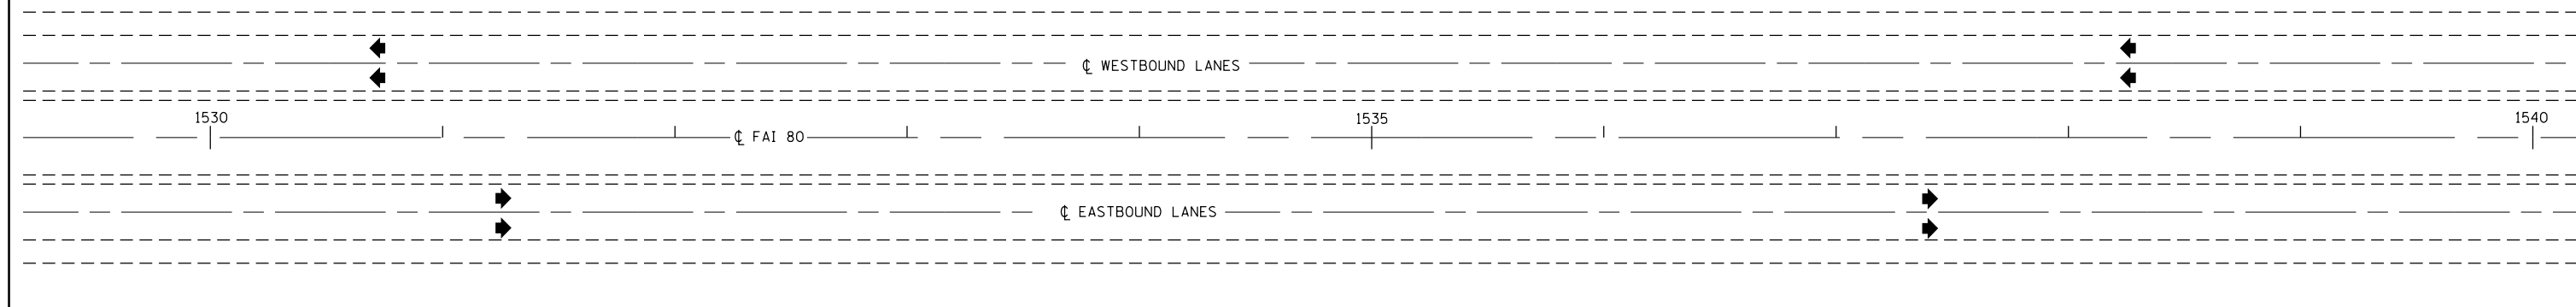 ℄ WESTBOUND LANES
1530 1535 1540
℄ FAI 80
℄ EASTBOUND LANES